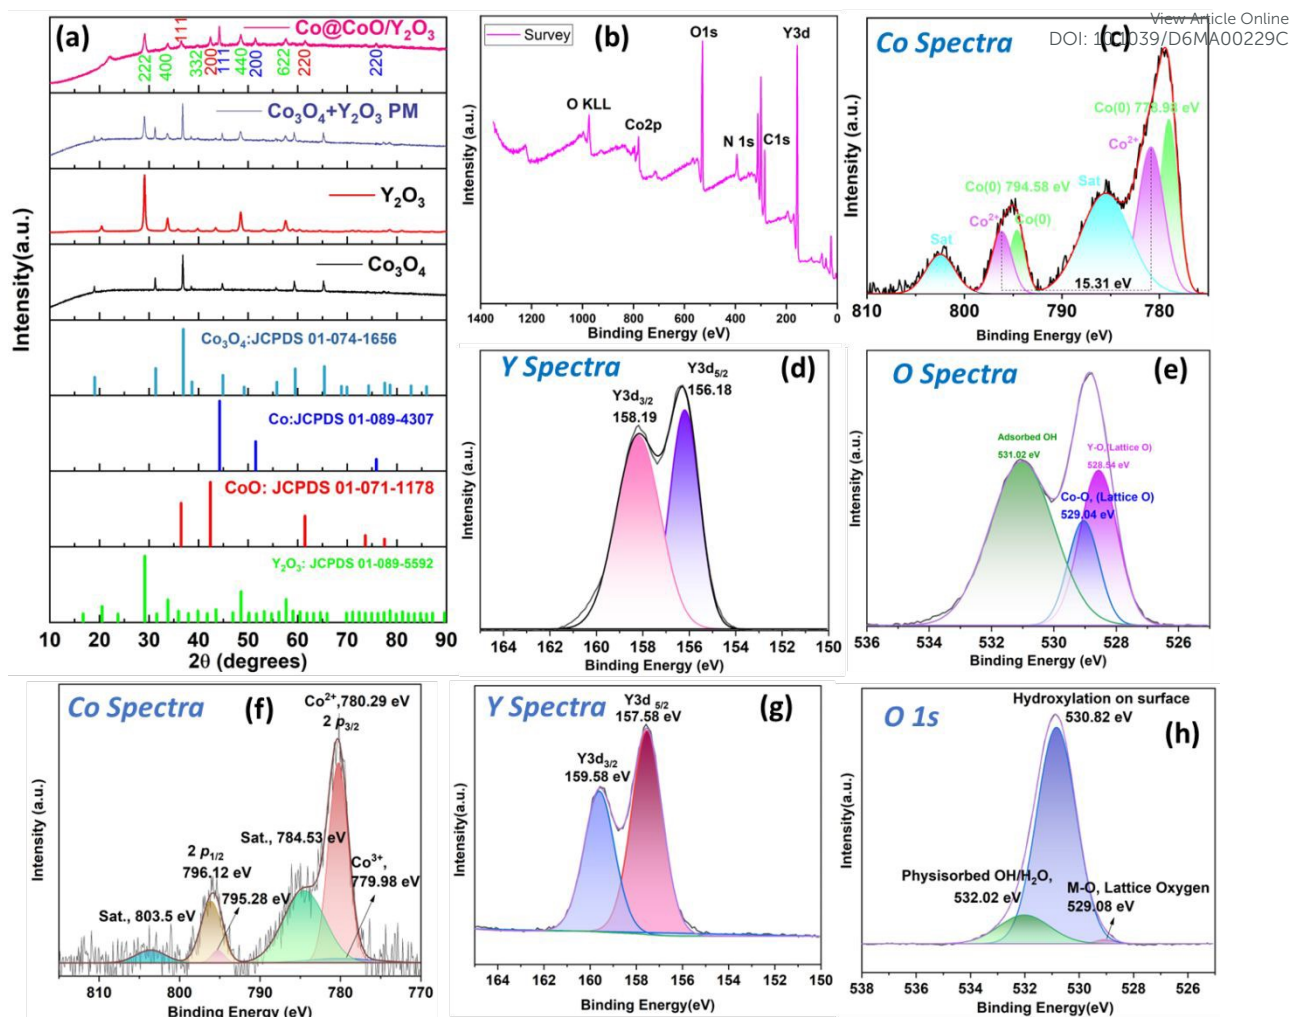 View Article Online
DOI: 10.1039/D6MA00229C
(a)
Co@CoO/Y₂O₃
222
400
111
332
200
111
440
200
622
220
220
Co₃O₄+Y₂O₃ PM
Y₂O₃
Co₃O₄
Co₃O₄:JCPDS 01-074-1656
Co:JCPDS 01-089-4307
CoO: JCPDS 01-071-1178
Y₂O₃: JCPDS 01-089-5592
Intensity(a.u.)
10 20 30 40 50 60 70 80 90
2θ (degrees)
Survey
(b)
O1s
Y3d
O KLL
Co2p
N 1s
C1s
Intensity (a.u.)
1400 1200 1000 800 600 400 200 0
Binding Energy (eV)
Co Spectra
(c)
Co(0) 778.98 eV
Co²⁺
Co(0) 794.58 eV
Sat
Co²⁺
Co(0)
Sat
15.31 eV
Intensity(a.u.)
810 800 790 780
Binding Energy (eV)
Y Spectra
(d)
Y3d₅/₂
156.18
Y3d₃/₂
158.19
Intensity (a.u.)
164 162 160 158 156 154 152 150
Binding Energy (eV)
O Spectra
(e)
Adsorbed OH
531.02 eV
Y-O,(Lattice O)
528.54 eV
Co-O, (Lattice O)
529.04 eV
Intensity (a.u.)
536 534 532 530 528 526
Binding Energy (eV)
Co Spectra
(f)
Co²⁺,780.29 eV
2 p₃/₂
Sat., 784.53 eV
2 p₁/₂
796.12 eV
795.28 eV
Co³⁺,
779.98 eV
Sat., 803.5 eV
Intensity (a.u.)
810 800 790 780 770
Binding Energy(eV)
Y Spectra
(g)
Y3d ₅/₂
157.58 eV
Y3d₃/₂
159.58 eV
Intensity(a.u.)
164 162 160 158 156 154 152 150
Binding Energy(eV)
O 1s
(h)
Hydroxylation on surface
530.82 eV
Physisorbed OH/H₂O,
532.02 eV
M-O, Lattice Oxygen
529.08 eV
Intensity(a.u.)
538 536 534 532 530 528 526
Binding Energy(eV)